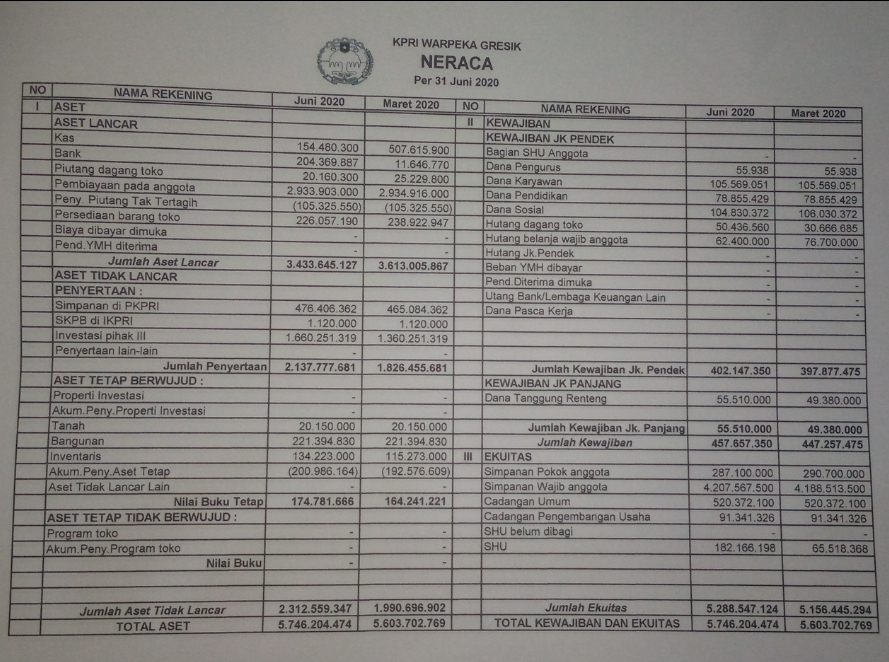 KPRI WARPEKA GRESIK
NERACA
Per 31 Juni 2020
NO NAMA REKENING Juni 2020 Maret 2020
I ASET
ASET LANCAR
Kas 154.480.300 507.615.900
Bank 204.369.887 11.646.770
Piutang dagang toko 20.160.300 25.229.800
Pembiayaan pada anggota 2.933.903.000 2.934.916.000
Peny. Piutang Tak Tertagih (105.325.550) (105.325.550)
Persediaan barang toko 226.057.190 238.922.947
Biaya dibayar dimuka - -
Pend.YMH diterima - -
Jumlah Aset Lancar 3.433.645.127 3.613.005.867
ASET TIDAK LANCAR
PENYERTAAN :
Simpanan di PKPRI 476.406.362 465.084.362
SKPB di IKPRI 1.120.000 1.120.000
Investasi pihak III 1.660.251.319 1.360.251.319
Penyertaan lain-lain - -
Jumlah Penyertaan 2.137.777.681 1.826.455.681
ASET TETAP BERWUJUD :
Properti Investasi - -
Akum.Peny.Properti Investasi - -
Tanah 20.150.000 20.150.000
Bangunan 221.394.830 221.394.830
Inventaris 134.223.000 115.273.000
Akum.Peny.Aset Tetap (200.986.164) (192.576.609)
Aset Tidak Lancar Lain - -
Nilai Buku Tetap 174.781.666 164.241.221
ASET TETAP TIDAK BERWUJUD :
Program toko - -
Akum.Peny.Program toko - -
Nilai Buku - -
Jumlah Aset Tidak Lancar 2.312.559.347 1.990.696.902
TOTAL ASET 5.746.204.474 5.603.702.769
NO NAMA REKENING Juni 2020 Maret 2020
II KEWAJIBAN
KEWAJIBAN JK PENDEK
Bagian SHU Anggota - -
Dana Pengurus 55.938 55.938
Dana Karyawan 105.569.051 105.569.051
Dana Pendidikan 78.855.429 78.855.429
Dana Sosial 104.830.372 106.030.372
Hutang dagang toko 50.436.560 30.666.685
Hutang belanja wajib anggota 62.400.000 76.700.000
Hutang Jk.Pendek - -
Beban YMH dibayar - -
Pend.Diterima dimuka - -
Utang Bank/Lembaga Keuangan Lain - -
Dana Pasca Kerja - -
Jumlah Kewajiban Jk. Pendek 402.147.350 397.877.475
KEWAJIBAN JK PANJANG
Dana Tanggung Renteng 55.510.000 49.380.000
Jumlah Kewajiban Jk. Panjang 55.510.000 49.380.000
Jumlah Kewajiban 457.657.350 447.257.475
III EKUITAS
Simpanan Pokok anggota 287.100.000 290.700.000
Simpanan Wajib anggota 4.207.567.500 4.188.513.500
Cadangan Umum 520.372.100 520.372.100
Cadangan Pengembangan Usaha 91.341.326 91.341.326
SHU belum dibagi - -
SHU 182.166.198 65.518.368
Jumlah Ekuitas 5.288.547.124 5.156.445.294
TOTAL KEWAJIBAN DAN EKUITAS 5.746.204.474 5.603.702.769